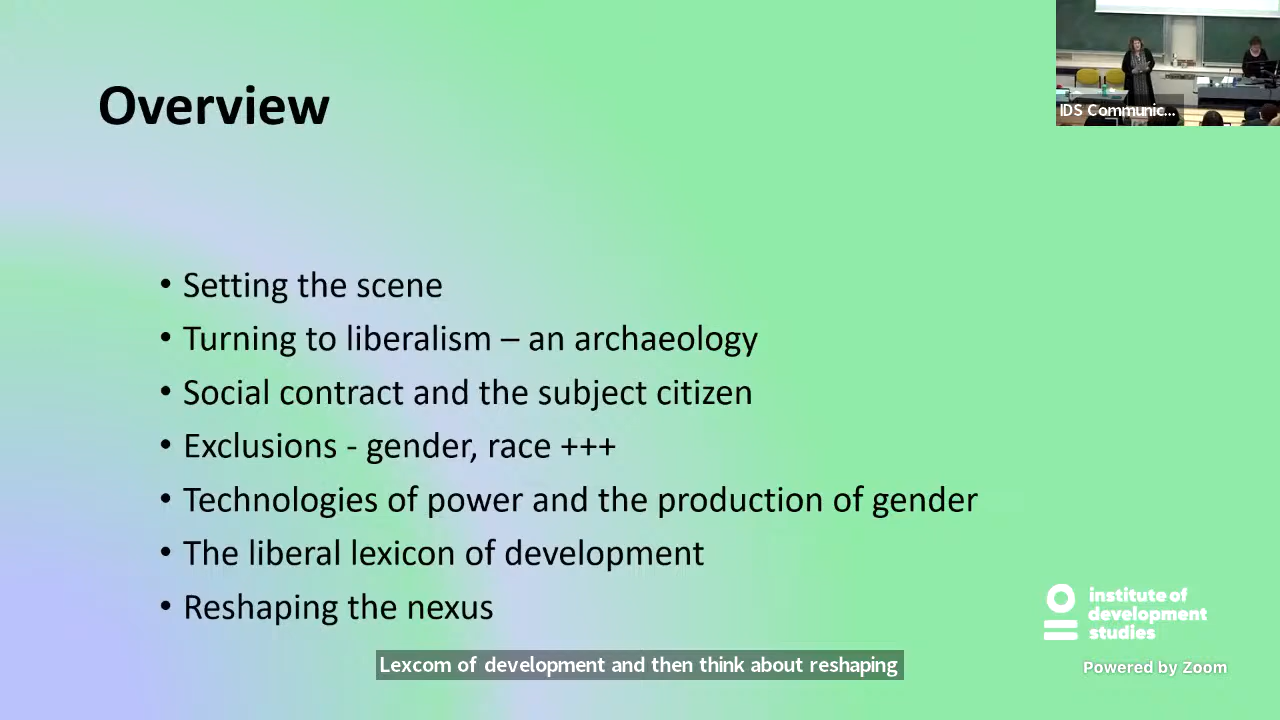 Overview
IDS Communic...
• Setting the scene
• Turning to liberalism – an archaeology
• Social contract and the subject citizen
• Exclusions - gender, race +++
• Technologies of power and the production of gender
• The liberal lexicon of development
• Reshaping the nexus
institute of
development
studies
Lexcom of development and then think about reshaping
Powered by Zoom